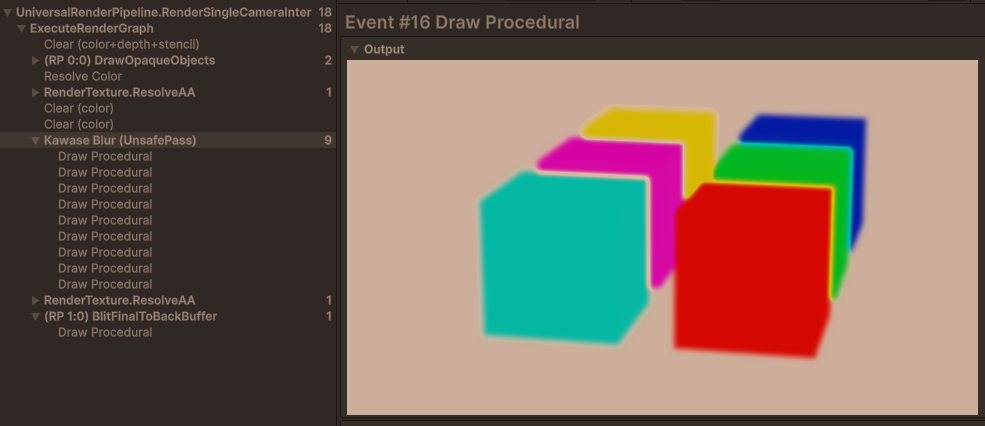 UniversalRenderPipeline.RenderSingleCameraInter 18
ExecuteRenderGraph 18
Clear (color+depth+stencil)
(RP 0:0) DrawOpaqueObjects 2
Resolve Color
RenderTexture.ResolveAA 1
Clear (color)
Clear (color)
Kawase Blur (UnsafePass) 9
Draw Procedural
Draw Procedural
Draw Procedural
Draw Procedural
Draw Procedural
Draw Procedural
Draw Procedural
Draw Procedural
Draw Procedural
RenderTexture.ResolveAA 1
(RP 1:0) BlitFinalToBackBuffer 1
Draw Procedural
Event #16 Draw Procedural
Output